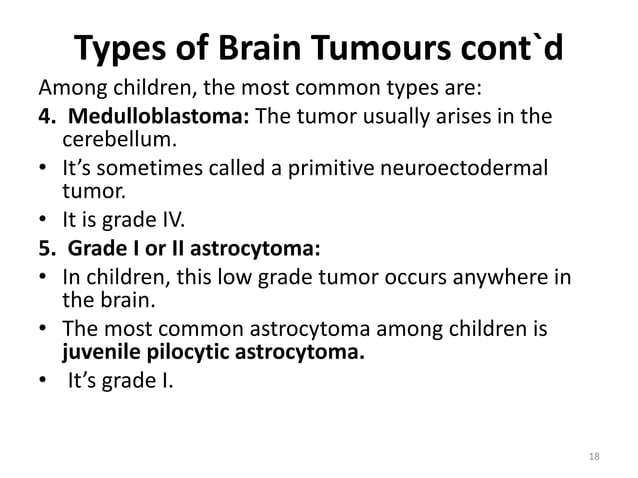 Types of Brain Tumours cont`d
Among children, the most common types are:
4. Medulloblastoma: The tumor usually arises in the
cerebellum.
• It’s sometimes called a primitive neuroectodermal
tumor.
• It is grade IV.
5. Grade I or II astrocytoma:
• In children, this low grade tumor occurs anywhere in
the brain.
• The most common astrocytoma among children is
juvenile pilocytic astrocytoma.
• It’s grade I.
18